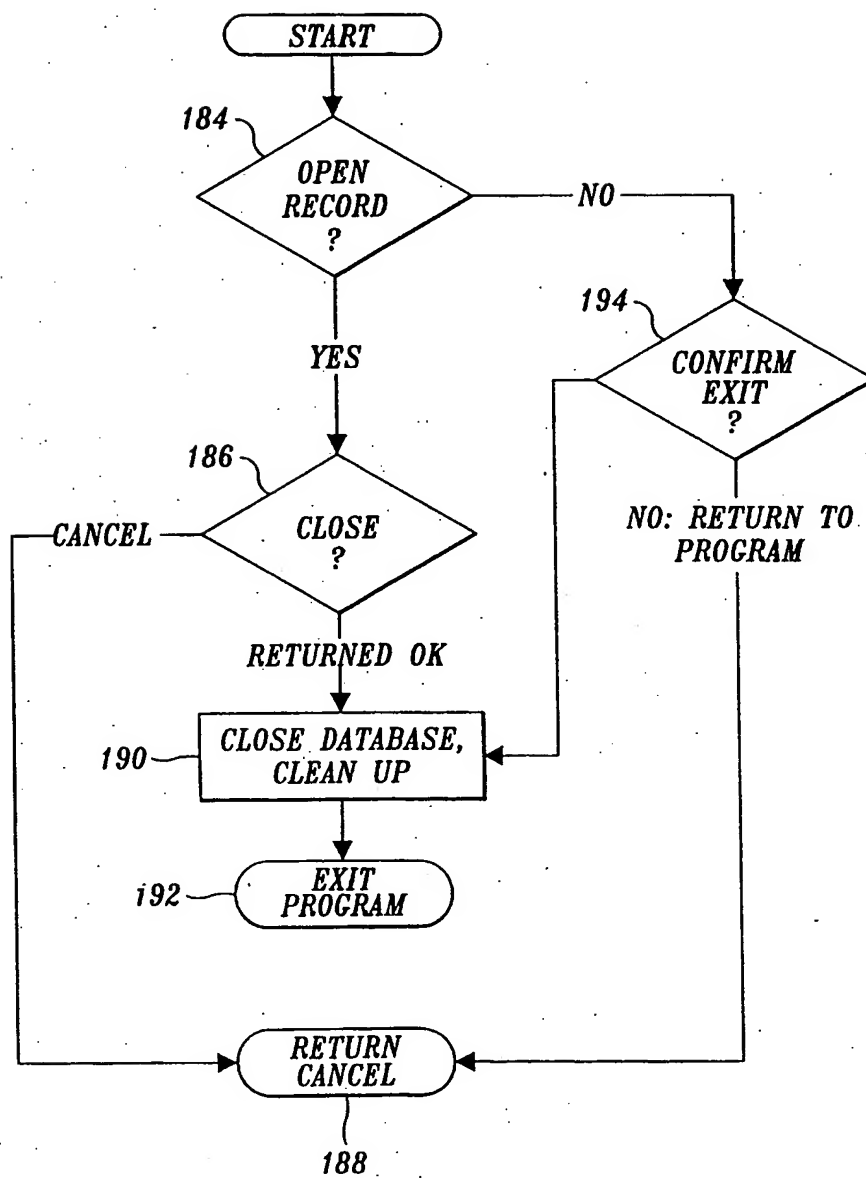 START
184
OPEN
RECORD
?
NO
194
CONFIRM
EXIT
?
YES
186
CANCEL
CLOSE
?
NO: RETURN TO
PROGRAM
RETURNED OK
190
CLOSE DATABASE,
CLEAN UP
192
EXIT
PROGRAM
RETURN
CANCEL
188